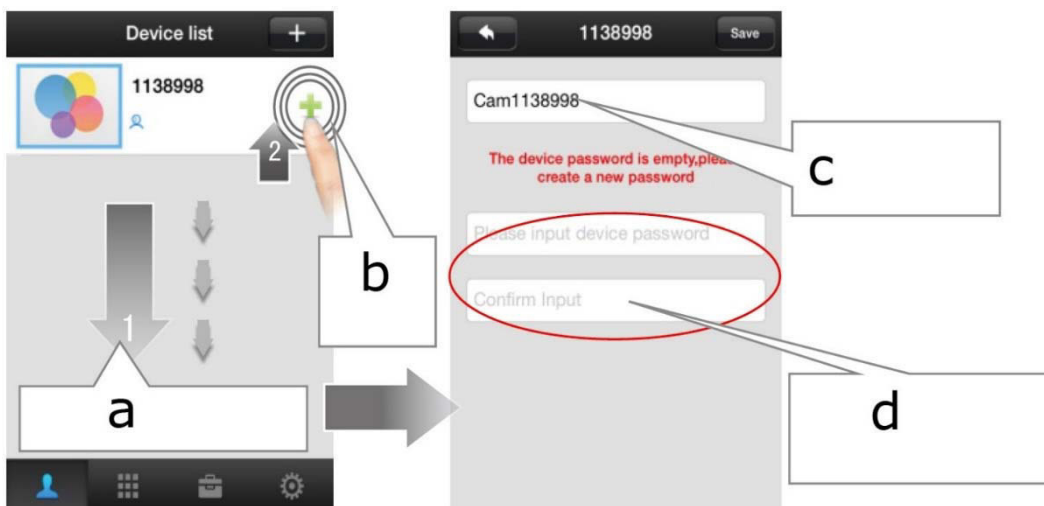 Device list
+
1138998
2
1
a
b
1138998
Save
Cam1138998
The device password is empty,plea
create a new password
Please input device password
Confirm Input
c
d